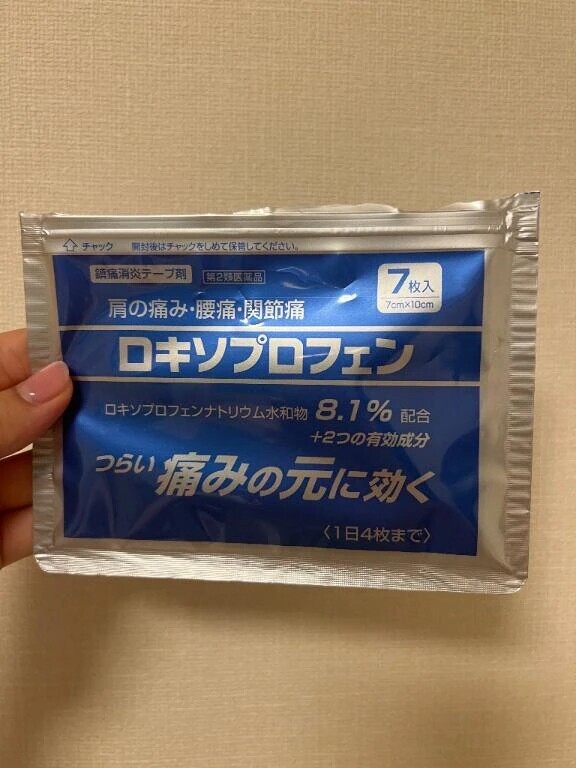 チャック 開封後はチャックをしめて保管してください。
鎮痛消炎テープ剤 第2類医薬品
7枚入
7cm×10cm
肩の痛み・腰痛・関節痛
ロキソプロフェン
ロキソプロフェンナトリウム水和物 8.1% 配合
+2つの有効成分
つらい 痛みの元に効く
〈1日4枚まで〉